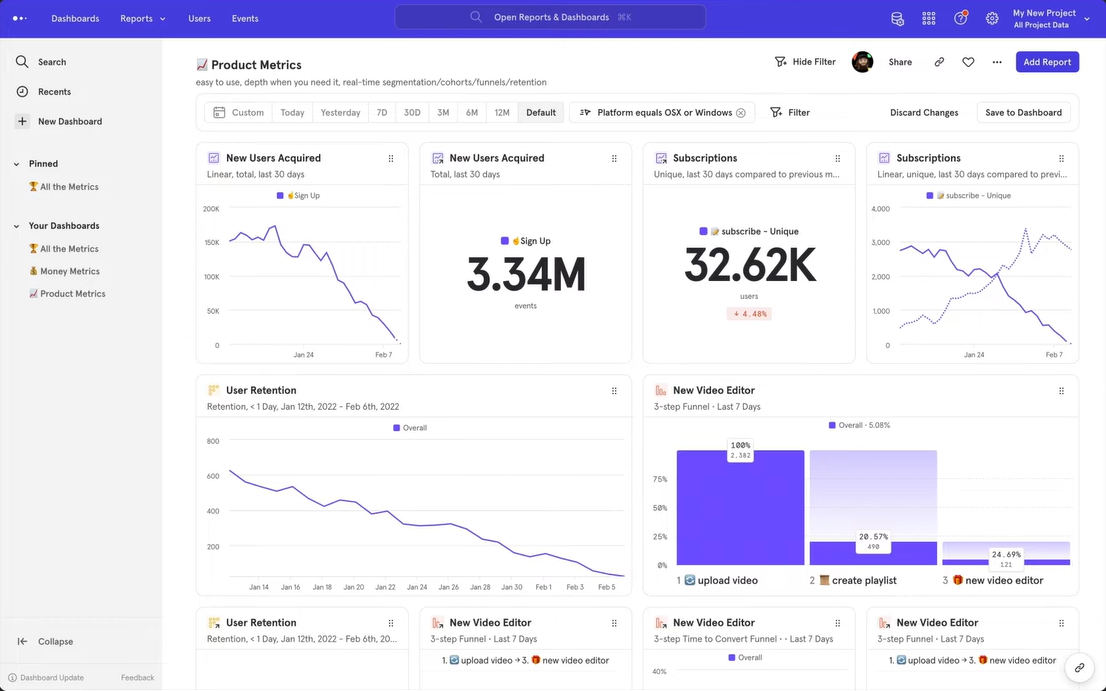 Dashboards Reports Users Events Open Reports & Dashboards ⌘K My New Project
All Project Data
Search
Recents
New Dashboard
Pinned
🏆 All the Metrics
Your Dashboards
🏆 All the Metrics
💰 Money Metrics
📈 Product Metrics
Collapse
Dashboard Update Feedback
📈 Product Metrics
easy to use, depth when you need it, real-time segmentation/cohorts/funnels/retention
Hide Filter Share Add Report
Custom Today Yesterday 7D 30D 3M 6M 12M Default Platform equals OSX or Windows Filter Discard Changes Save to Dashboard
New Users Acquired
Linear, total, last 30 days
☝️Sign Up
200K
150K
100K
50K
0
Jan 24 Feb 7
New Users Acquired
Total, last 30 days
☝️Sign Up
3.34M
events
Subscriptions
Unique, last 30 days compared to previous m...
📝 subscribe - Unique
32.62K
users
↓ 4.48%
Subscriptions
Linear, unique, last 30 days compared to previ...
📝 subscribe - Unique
4,000
3,000
2,000
1,000
0
Jan 24 Feb 7
User Retention
Retention, < 1 Day, Jan 12th, 2022 - Feb 6th, 2022
Overall
800
600
400
200
Jan 14 Jan 16 Jan 18 Jan 20 Jan 22 Jan 24 Jan 26 Jan 28 Jan 30 Feb 1 Feb 3 Feb 5
New Video Editor
3-step Funnel · Last 7 Days
Overall - 5.08%
100%
2,382
75%
50%
25%
0%
20.57%
490
24.69%
121
1 upload video 2 create playlist 3 🎁 new video editor
User Retention
Retention, < 1 Day, Jan 12th, 2022 - Feb 6th, 20...
New Video Editor
3-step Funnel · Last 7 Days
1. upload video → 3. 🎁 new video editor
New Video Editor
3-step Time to Convert Funnel · · Last 7 Days
Overall
40%
New Video Editor
3-step Funnel · Last 7 Days
1. upload video → 3. 🎁 new video editor